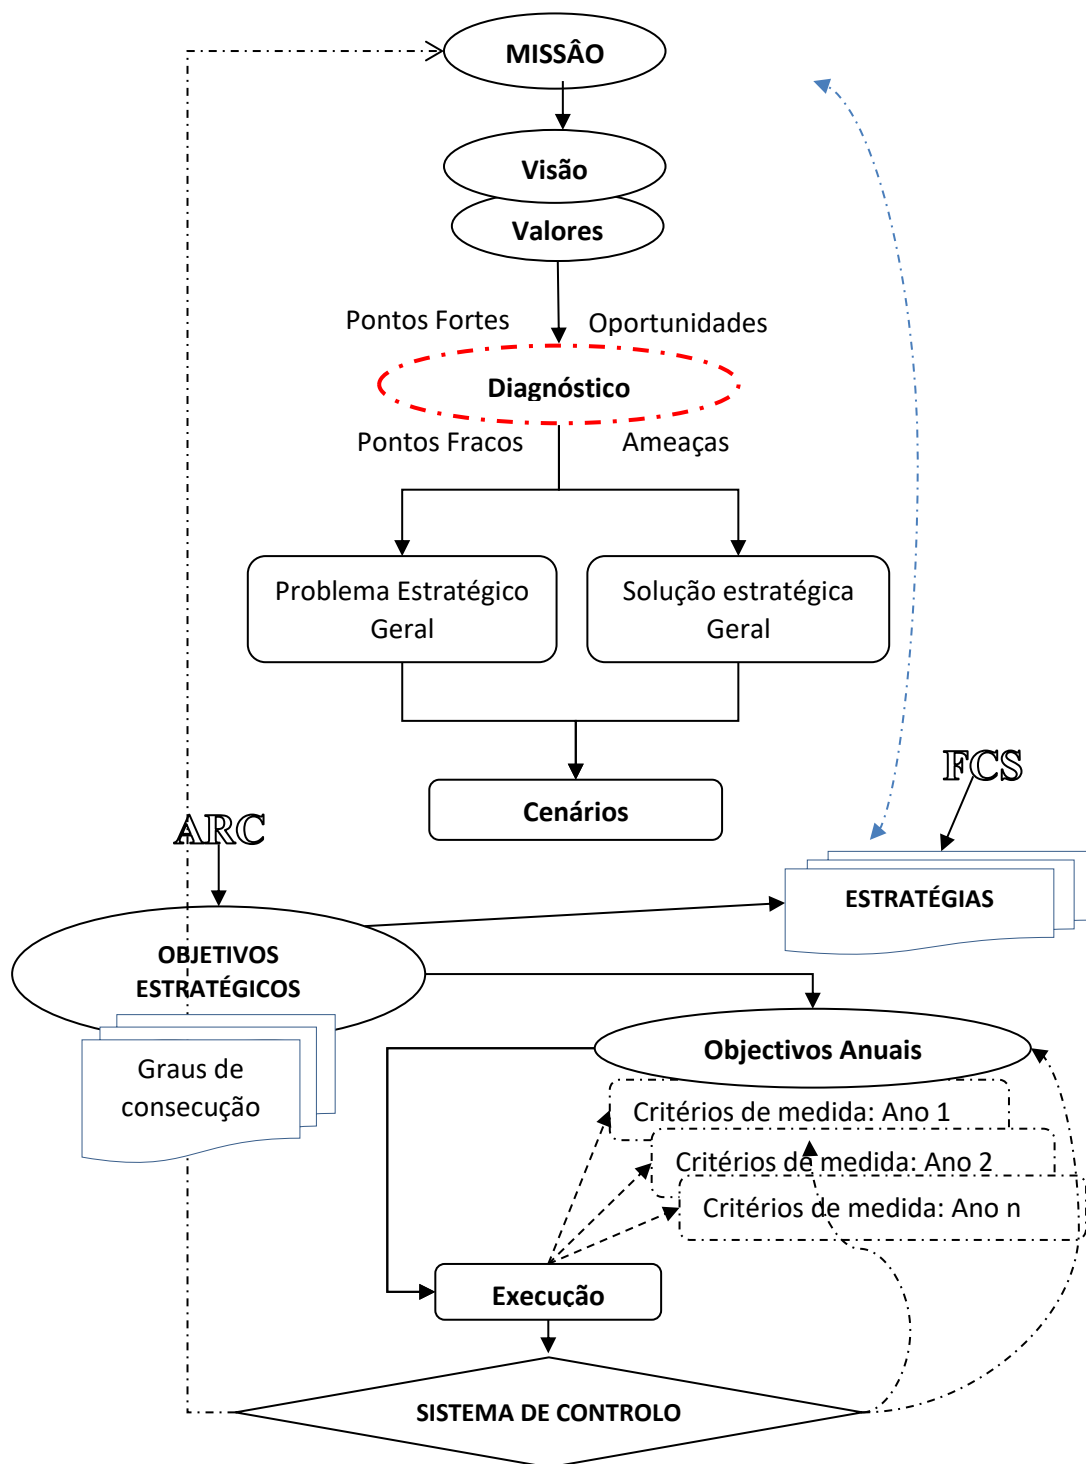 MISSÂO
Visão
Valores
Pontos Fortes
Oportunidades
Diagnóstico
Pontos Fracos
Ameaças
Problema Estratégico
Geral
Solução estratégica
Geral
Cenários
FCS
ARC
ESTRATÉGIAS
OBJETIVOS
ESTRATÉGICOS
Graus de
consecução
Objectivos Anuais
Critérios de medida: Ano 1
Critérios de medida: Ano 2
Critérios de medida: Ano n
Execução
SISTEMA DE CONTROLO